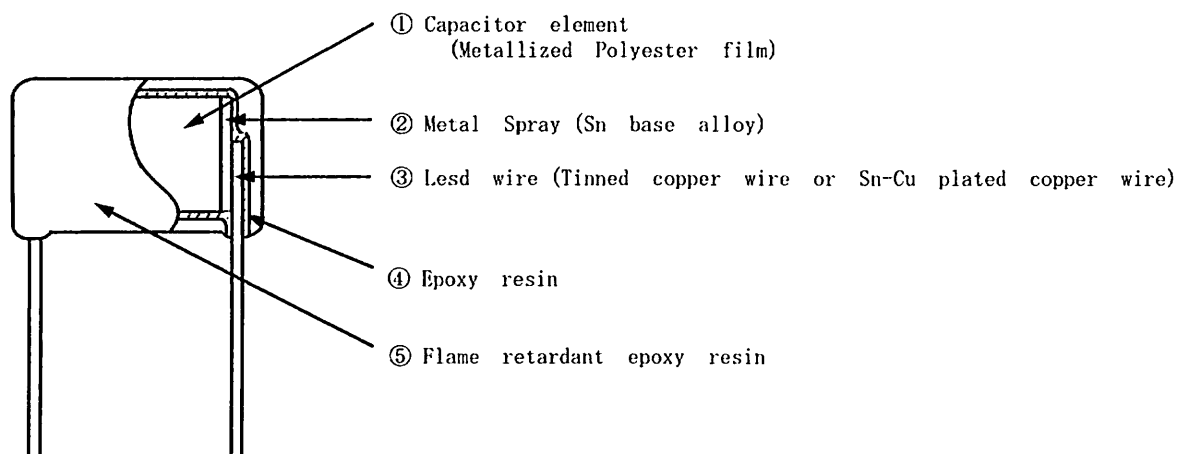 ① Capacitor element
(Metallized Polyester film)
② Metal Spray (Sn base alloy)
③ Lesd wire (Tinned copper wire or Sn-Cu plated copper wire)
④ Epoxy resin
⑤ Flame retardant epoxy resin